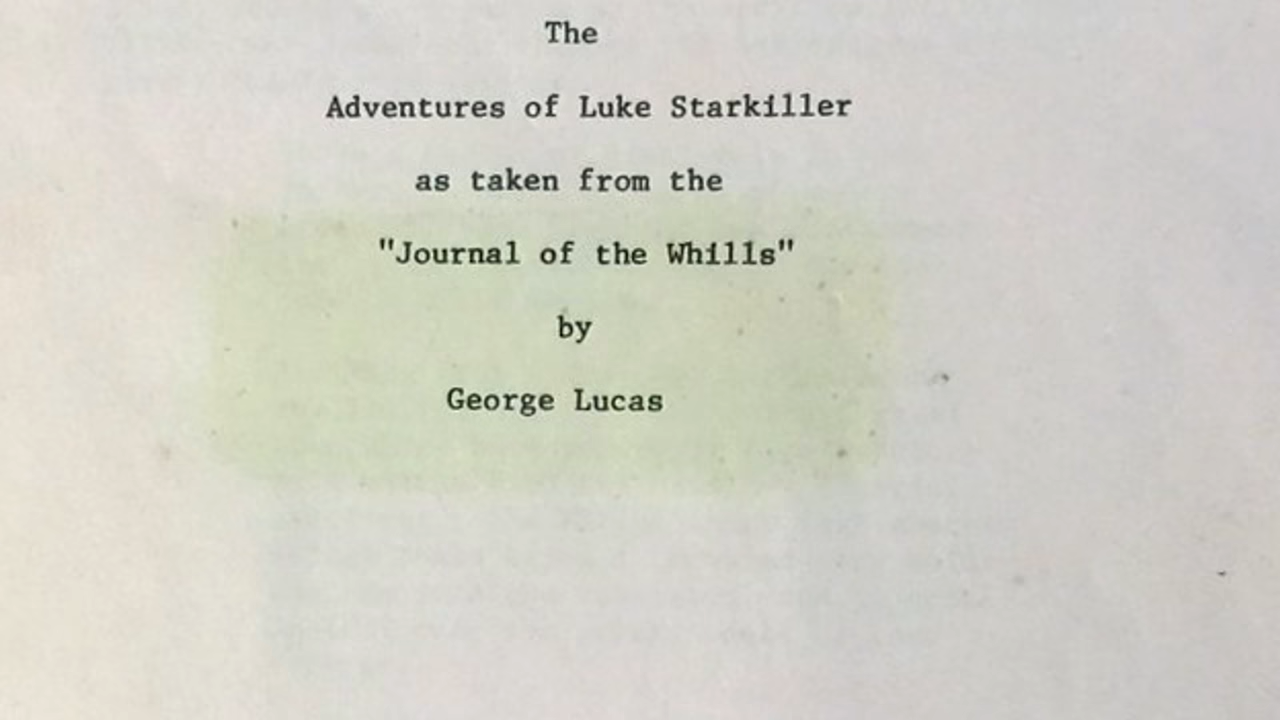 The
Adventures of Luke Starkiller
as taken from the
"Journal of the Whills"
by
George Lucas